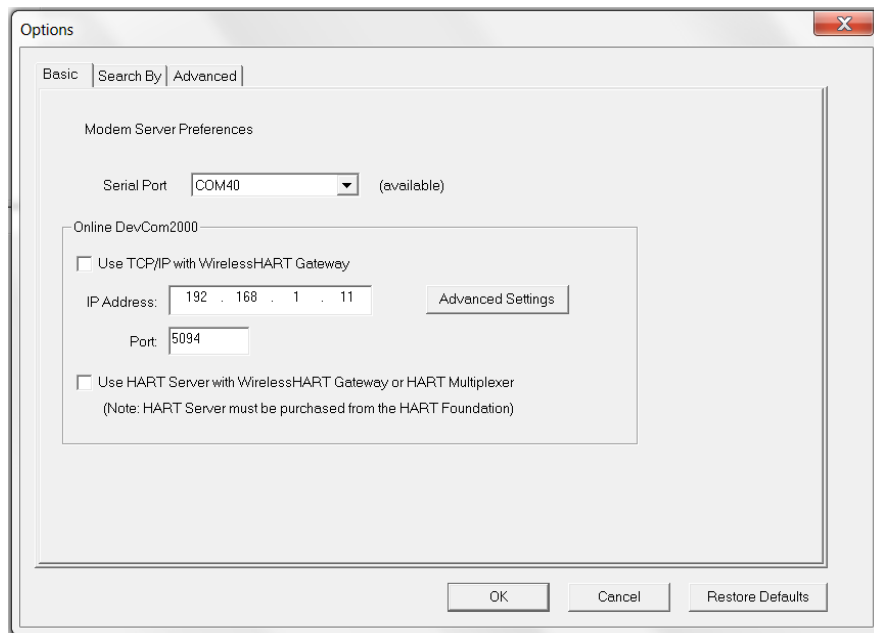 Options
Basic Search By Advanced
Modem Server Preferences
Serial Port COM40 (available)
Online DevCom2000
Use TCP/IP with WirelessHART Gateway
IP Address: 192 . 168 . 1 . 11 Advanced Settings
Port: 5094
Use HART Server with WirelessHART Gateway or HART Multiplexer
(Note: HART Server must be purchased from the HART Foundation)
OK Cancel Restore Defaults